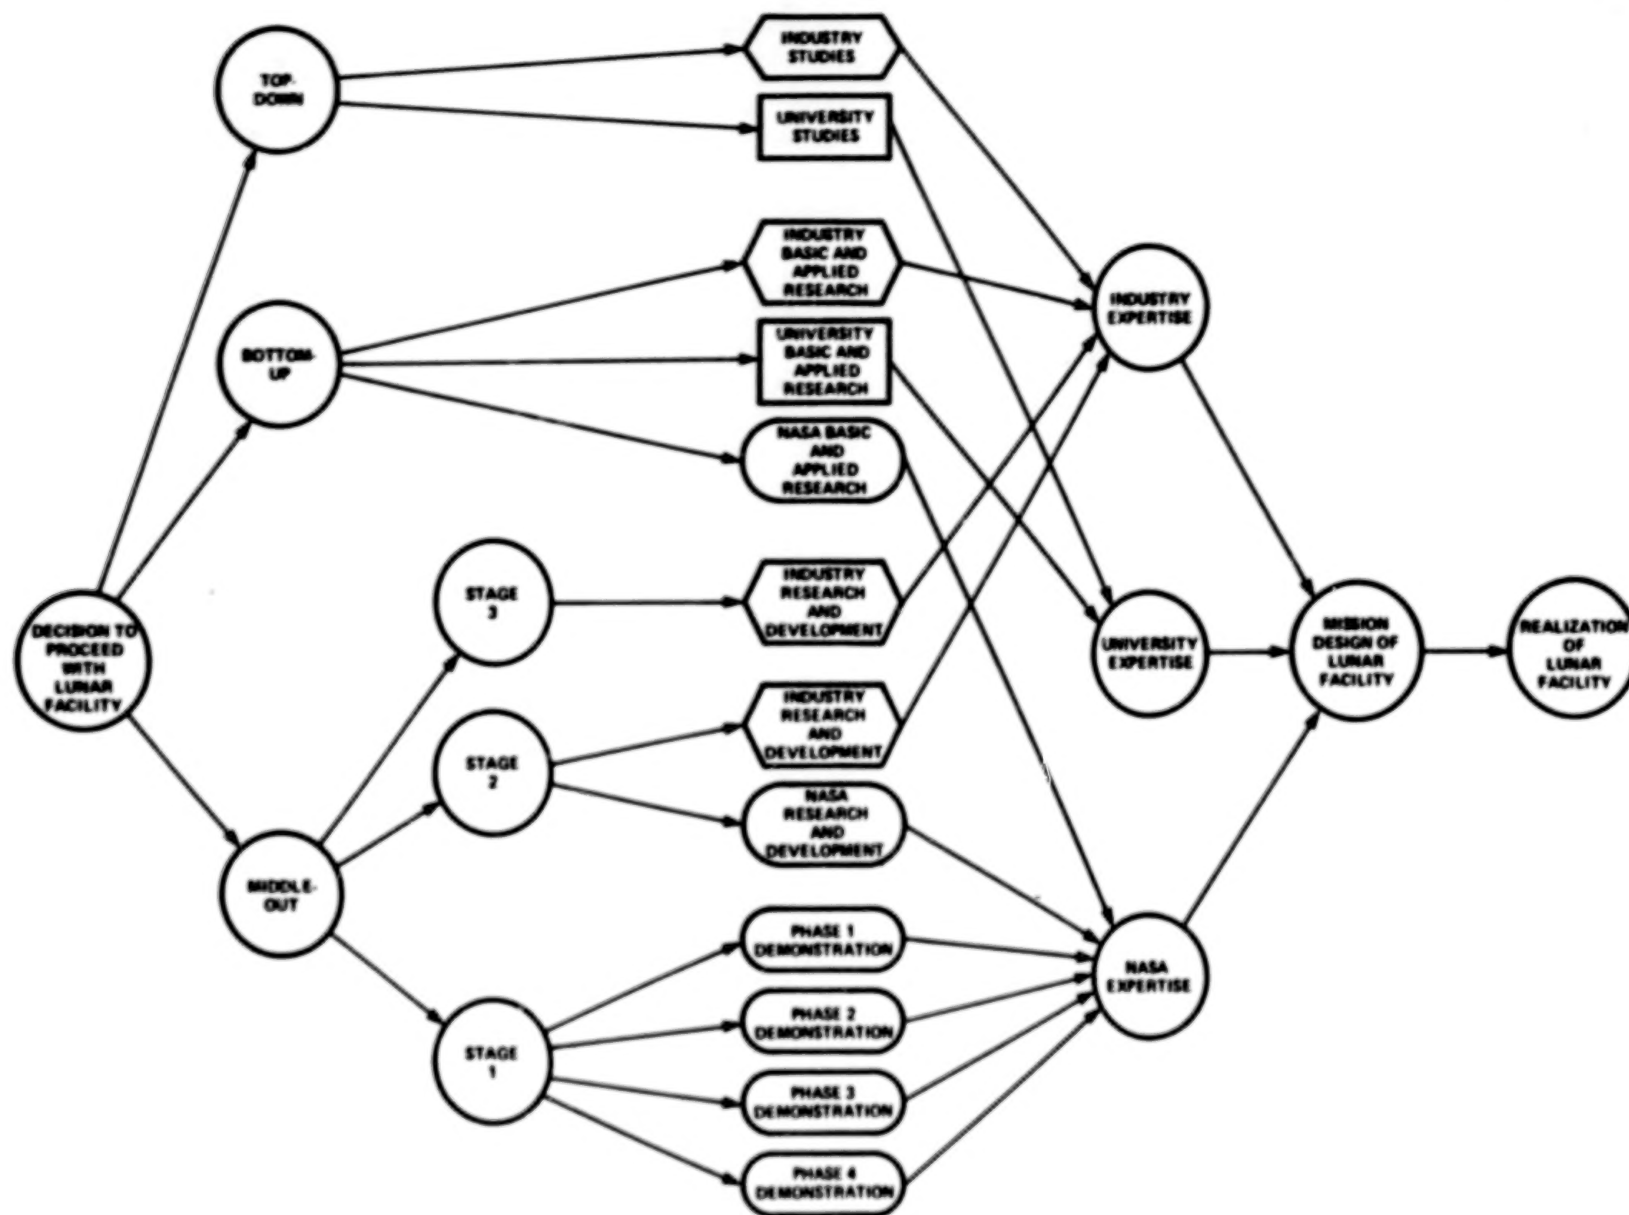 INDUSTRY
STUDIES
TOP-
DOWN
UNIVERSITY
STUDIES
INDUSTRY
BASIC AND
APPLIED
RESEARCH
INDUSTRY
EXPERTISE
BOTTOM-
UP
UNIVERSITY
BASIC AND
APPLIED
RESEARCH
NASA BASIC
AND
APPLIED
RESEARCH
STAGE
3
INDUSTRY
RESEARCH
AND
DEVELOPMENT
DECISION TO
PROCEED
WITH
LUNAR
FACILITY
UNIVERSITY
EXPERTISE
MISSION
DESIGN OF
LUNAR
FACILITY
REALIZATION
OF
LUNAR
FACILITY
STAGE
2
INDUSTRY
RESEARCH
AND
DEVELOPMENT
NASA
RESEARCH
AND
DEVELOPMENT
MIDDLE-
OUT
PHASE 1
DEMONSTRATION
NASA
EXPERTISE
PHASE 2
DEMONSTRATION
STAGE
1
PHASE 3
DEMONSTRATION
PHASE 4
DEMONSTRATION